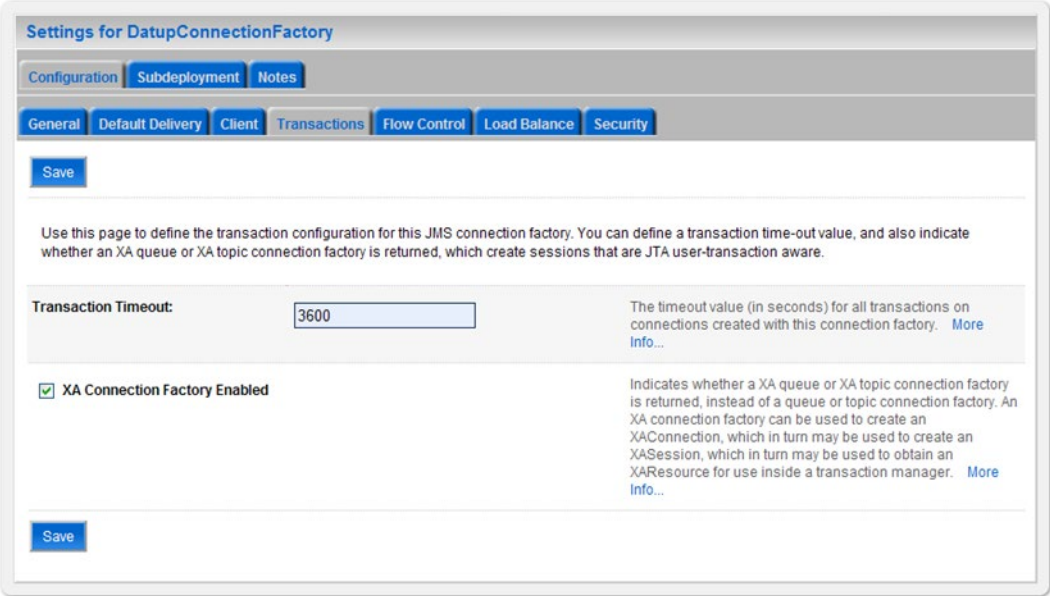 Settings for DatupConnectionFactory
Configuration Subdeployment Notes
General Default Delivery Client Transactions Flow Control Load Balance Security
Save
Use this page to define the transaction configuration for this JMS connection factory. You can define a transaction time-out value, and also indicate
whether an XA queue or XA topic connection factory is returned, which create sessions that are JTA user-transaction aware.
Transaction Timeout:
3600
The timeout value (in seconds) for all transactions on
connections created with this connection factory. More
Info...
XA Connection Factory Enabled
Indicates whether a XA queue or XA topic connection factory
is returned, instead of a queue or topic connection factory. An
XA connection factory can be used to create an
XAConnection, which in turn may be used to create an
XASession, which in turn may be used to obtain an
XAResource for use inside a transaction manager. More
Info...
Save